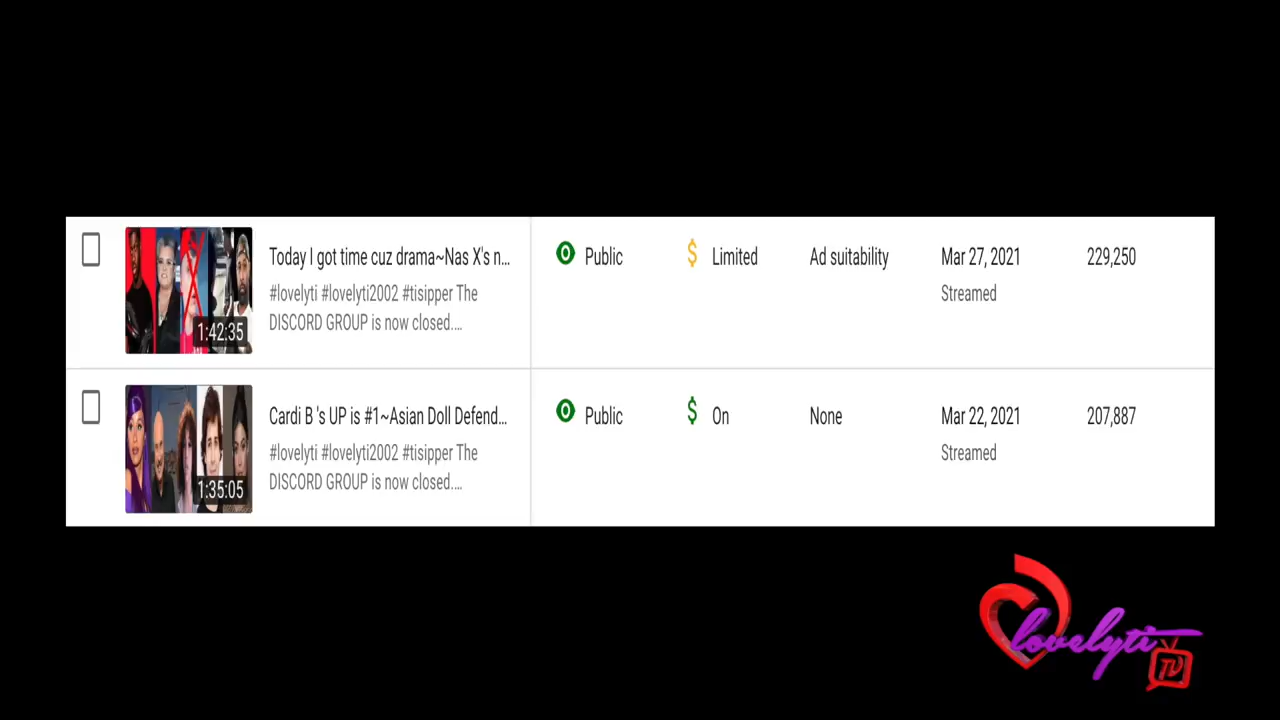 Today I got time cuz drama~Nas X's n...
#lovelyti #lovelyti2002 #tisipper The
DISCORD GROUP is now closed....
1:42:35
Public
$ Limited
Ad suitability
Mar 27, 2021
Streamed
229,250
Cardi B 's UP is #1~Asian Doll Defend...
#lovelyti #lovelyti2002 #tisipper The
DISCORD GROUP is now closed....
1:35:05
Public
$ On
None
Mar 22, 2021
Streamed
207,887
lovelyti
TV